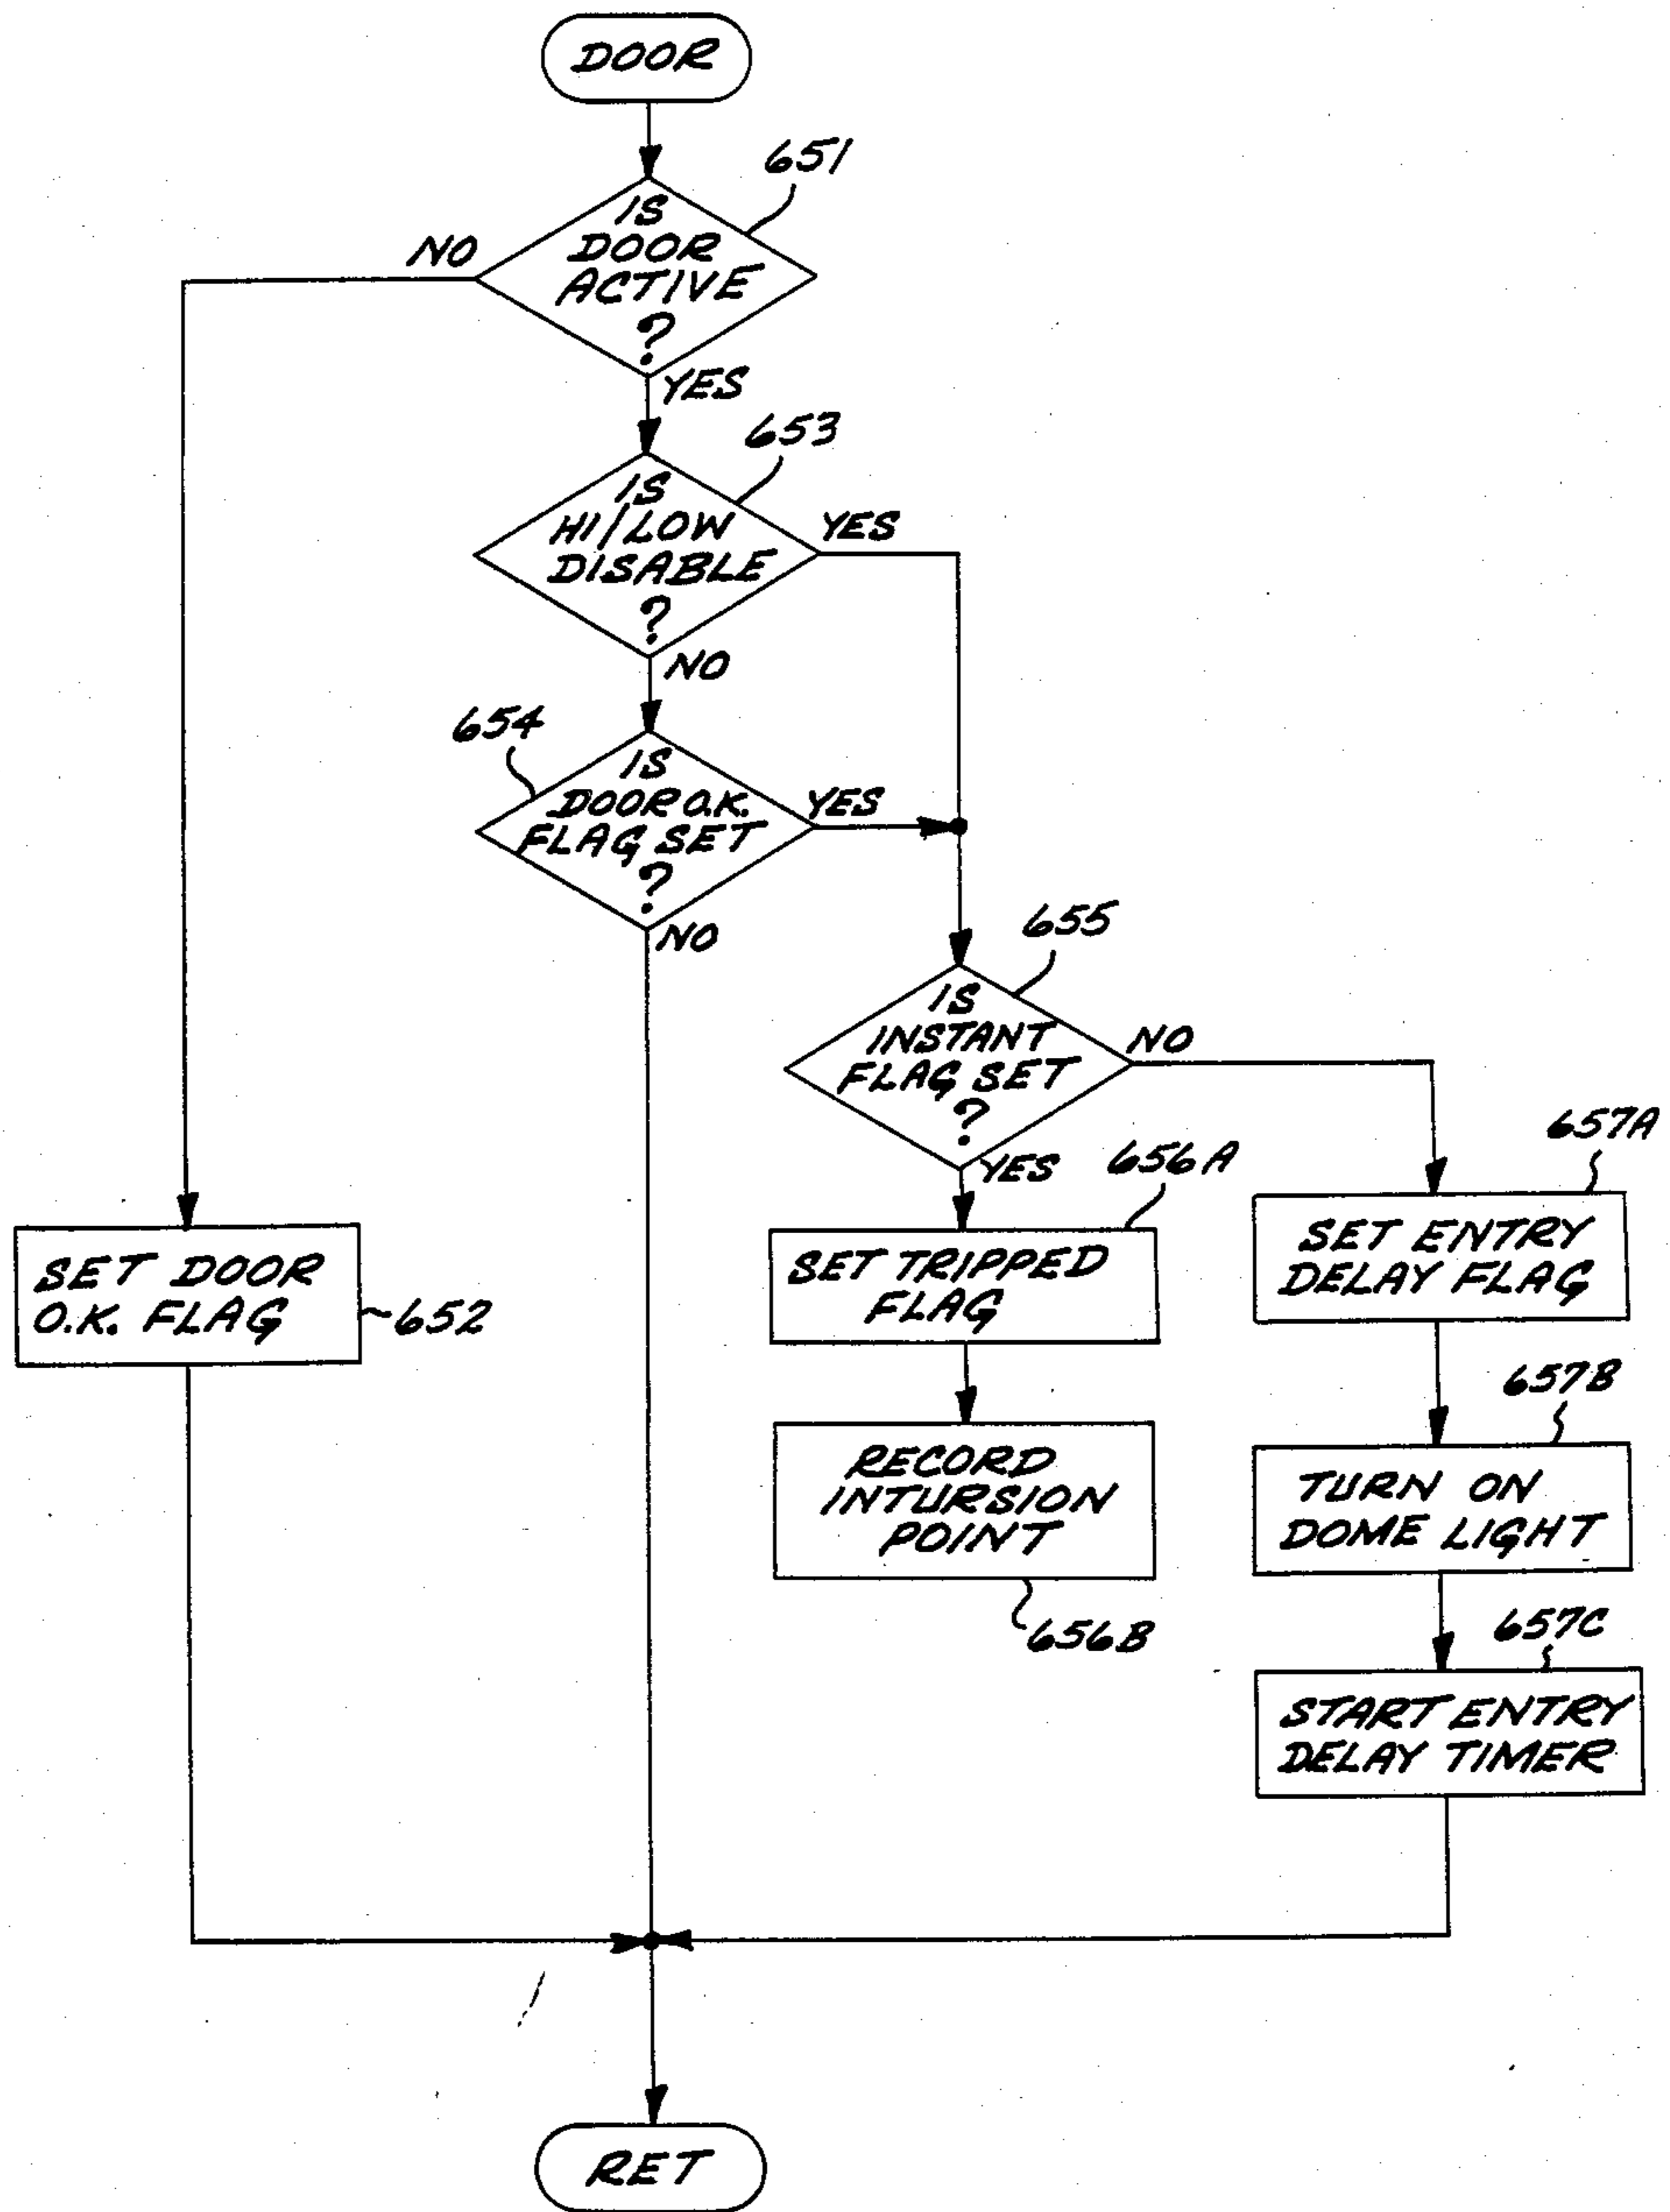 DOOR
651
IS
DOOR
ACTIVE
?
NO
YES
653
IS
HI/LOW
DISABLE
?
YES
NO
654
IS
DOOR O.K.
FLAG SET
?
YES
NO
655
IS
INSTANT
FLAG SET
?
NO
YES
656A
657A
SET DOOR
O.K. FLAG
652
SET TRIPPED
FLAG
SET ENTRY
DELAY FLAG
657B
RECORD
INTURSION
POINT
656B
TURN ON
DOME LIGHT
657C
START ENTRY
DELAY TIMER
RET